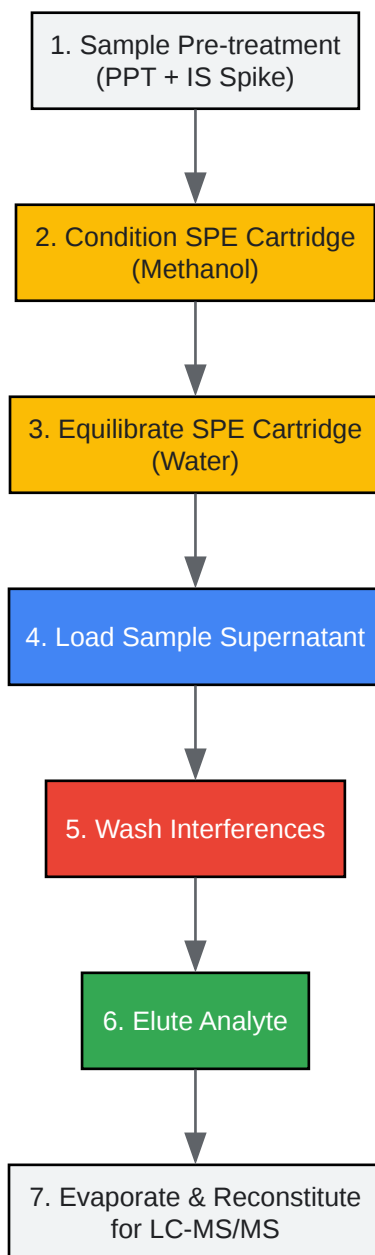 1. Sample Pre-treatment
(PPT + IS Spike)
2. Condition SPE Cartridge
(Methanol)
3. Equilibrate SPE Cartridge
(Water)
4. Load Sample Supernatant
5. Wash Interferences
6. Elute Analyte
7. Evaporate & Reconstitute
for LC-MS/MS